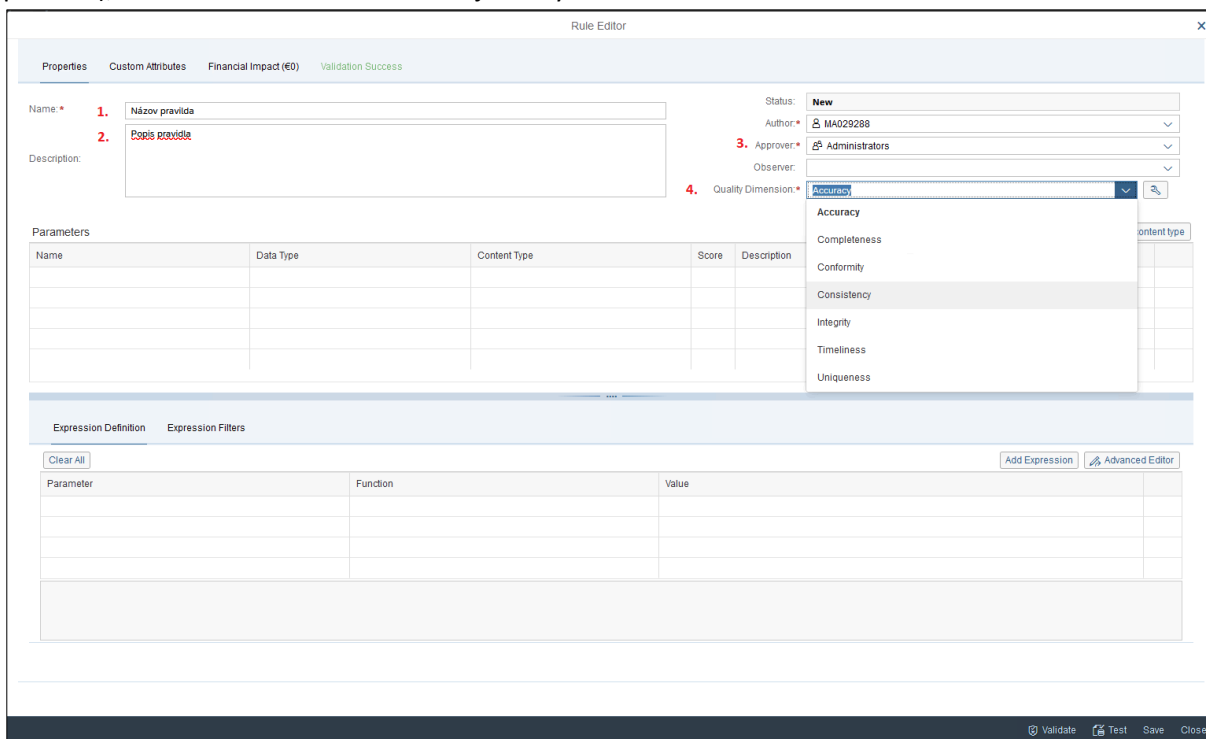 Rule Editor
Properties Custom Attributes Financial Impact (€0) Validation Success
Name:* 1. Názov pravilda
2. Popis pravidla
Description:
Status: New
Author:* MA029288
3. Approver:* Administrators
Observer:
4. Quality Dimension:* Accuracy
Accuracy
Completeness
Conformity
Consistency
Integrity
Timeliness
Uniqueness
Parameters
ontent type
Name Data Type Content Type Score Description
Expression Definition Expression Filters
Clear All Add Expression Advanced Editor
Parameter Function Value
Validate Test Save Close